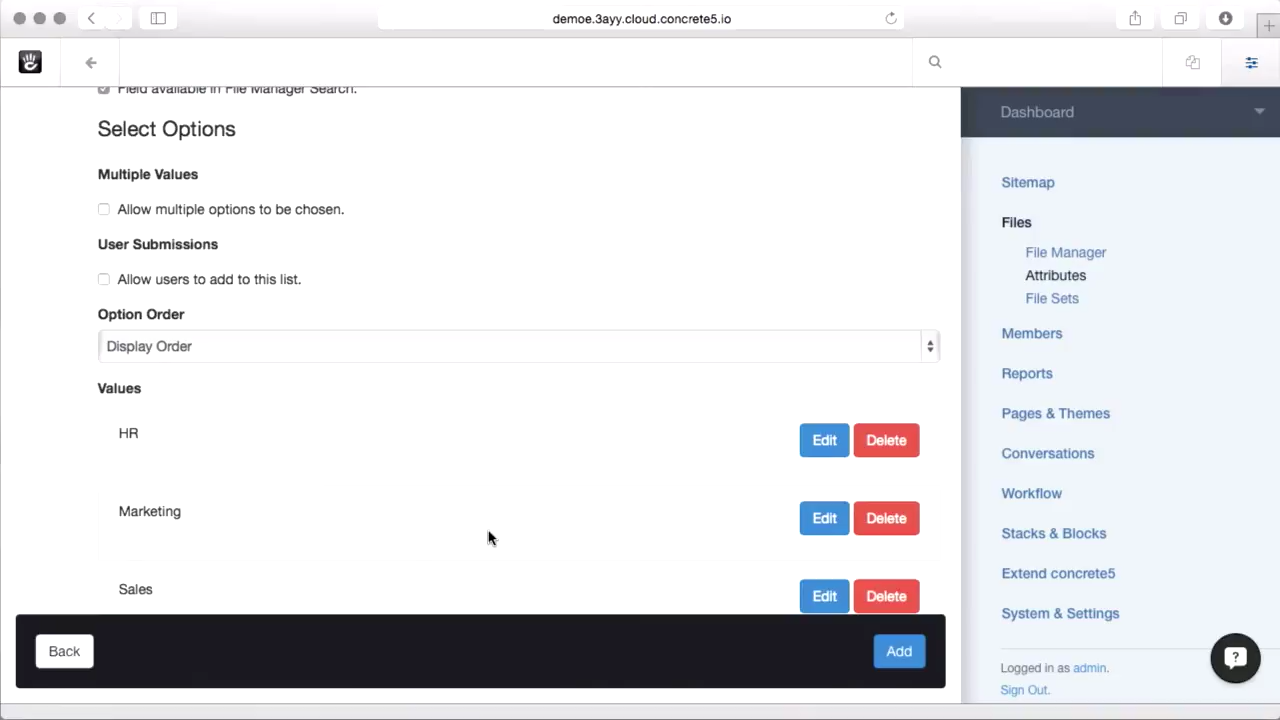 demoe.3ayy.cloud.concrete5.io
Field available in File Manager Search.
Select Options
Multiple Values
Allow multiple options to be chosen.
User Submissions
Allow users to add to this list.
Option Order
Display Order
Values
HR
Edit Delete
Marketing
Edit Delete
Sales
Edit Delete
Back
Add
Dashboard
Sitemap
Files
File Manager
Attributes
File Sets
Members
Reports
Pages & Themes
Conversations
Workflow
Stacks & Blocks
Extend concrete5
System & Settings
Logged in as admin.
Sign Out.